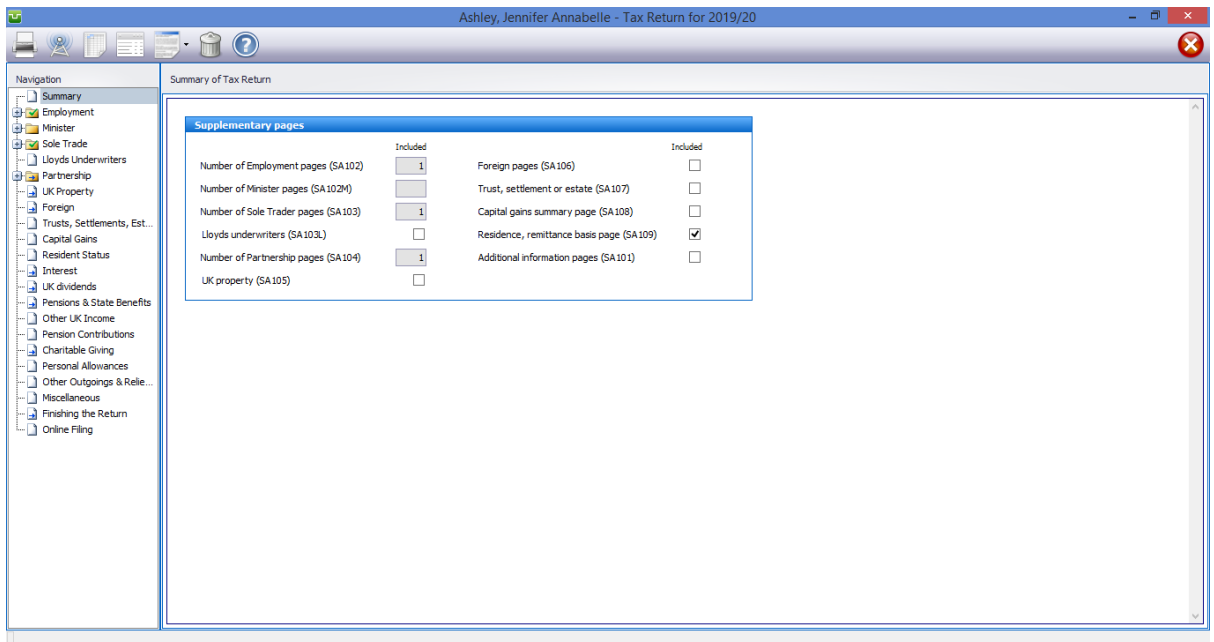 Ashley, Jennifer Annabelle - Tax Return for 2019/20
Navigation
Summary
Employment
Minister
Sole Trade
Lloyds Underwriters
Partnership
UK Property
Foreign
Trusts, Settlements, Est...
Capital Gains
Resident Status
Interest
UK dividends
Pensions & State Benefits
Other UK Income
Pension Contributions
Charitable Giving
Personal Allowances
Other Outgoings & Relie...
Miscellaneous
Finishing the Return
Online Filing
Summary of Tax Return
Supplementary pages
Included
Number of Employment pages (SA102) 1
Number of Minister pages (SA102M)
Number of Sole Trader pages (SA103) 1
Lloyds underwriters (SA103L)
Number of Partnership pages (SA104) 1
UK property (SA105)
Included
Foreign pages (SA106)
Trust, settlement or estate (SA107)
Capital gains summary page (SA108)
Residence, remittance basis page (SA109)
Additional information pages (SA101)